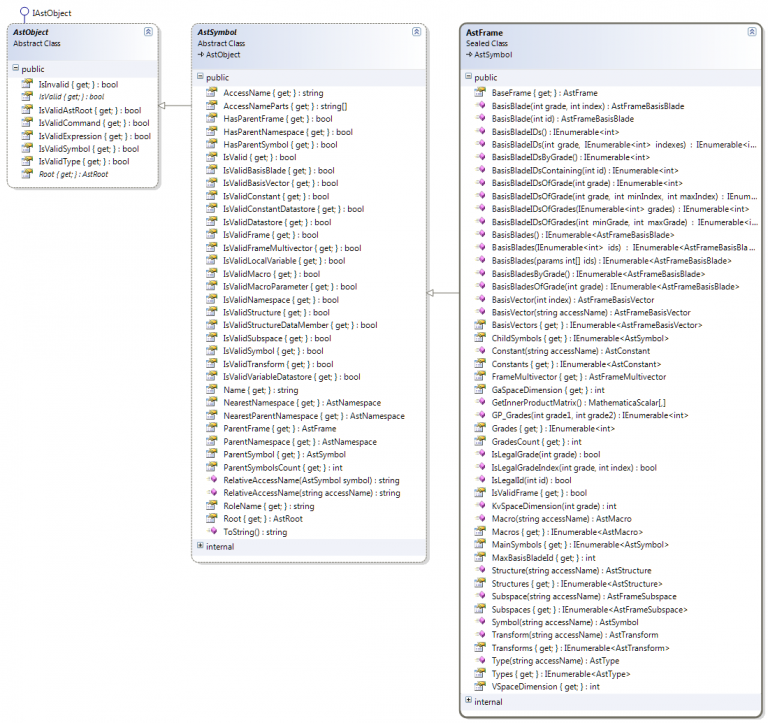 IAstObject
AstObject
Abstract Class
public
IsInvalid { get; } : bool
IsValid { get; } : bool
IsValidAstRoot { get; } : bool
IsValidCommand { get; } : bool
IsValidExpression { get; } : bool
IsValidSymbol { get; } : bool
IsValidType { get; } : bool
Root { get; } : AstRoot
AstSymbol
Abstract Class
AstObject
public
AccessName { get; } : string
AccessNameParts { get; } : string[]
HasParentFrame { get; } : bool
HasParentNamespace { get; } : bool
HasParentSymbol { get; } : bool
IsValid { get; } : bool
IsValidBasisBlade { get; } : bool
IsValidBasisVector { get; } : bool
IsValidConstant { get; } : bool
IsValidConstantDatastore { get; } : bool
IsValidDatastore { get; } : bool
IsValidFrame { get; } : bool
IsValidFrameMultivector { get; } : bool
IsValidLocalVariable { get; } : bool
IsValidMacro { get; } : bool
IsValidMacroParameter { get; } : bool
IsValidNamespace { get; } : bool
IsValidStructure { get; } : bool
IsValidStructureDataMember { get; } : bool
IsValidSubspace { get; } : bool
IsValidSymbol { get; } : bool
IsValidTransform { get; } : bool
IsValidVariableDatastore { get; } : bool
Name { get; } : string
NearestNamespace { get; } : AstNamespace
NearestParentNamespace { get; } : AstNamespace
ParentFrame { get; } : AstFrame
ParentNamespace { get; } : AstNamespace
ParentSymbol { get; } : AstSymbol
ParentSymbolsCount { get; } : int
RelativeAccessName(AstSymbol symbol) : string
RelativeAccessName(string accessName) : string
RoleName { get; } : string
Root { get; } : AstRoot
ToString() : string
internal
AstFrame
Sealed Class
AstSymbol
public
BaseFrame { get; } : AstFrame
BasisBlade(int grade, int index) : AstFrameBasisBlade
BasisBlade(int id) : AstFrameBasisBlade
BasisBladeIDs() : IEnumerable<int>
BasisBladeIDs(int grade, IEnumerable<int> indexes) : IEnumerable<i...
BasisBladeIDsByGrade() : IEnumerable<int>
BasisBladeIDsContaining(int id) : IEnumerable<int>
BasisBladeIDsOfGrade(int grade) : IEnumerable<int>
BasisBladeIDsOfGrade(int grade, int minIndex, int maxIndex) : IEnum...
BasisBladeIDsOfGrades(IEnumerable<int> grades) : IEnumerable<int>
BasisBladeIDsOfGrades(int minGrade, int maxGrade) : IEnumerable<i...
BasisBlades() : IEnumerable<AstFrameBasisBlade>
BasisBlades(IEnumerable<int> ids) : IEnumerable<AstFrameBasisBla...
BasisBlades(params int[] ids) : IEnumerable<AstFrameBasisBlade>
BasisBladesByGrade() : IEnumerable<AstFrameBasisBlade>
BasisBladesOfGrade(int grade) : IEnumerable<AstFrameBasisBlade>
BasisVector(int index) : AstFrameBasisVector
BasisVector(string accessName) : AstFrameBasisVector
BasisVectors { get; } : IEnumerable<AstFrameBasisVector>
ChildSymbols { get; } : IEnumerable<AstSymbol>
Constant(string accessName) : AstConstant
Constants { get; } : IEnumerable<AstConstant>
FrameMultivector { get; } : AstFrameMultivector
GaSpaceDimension { get; } : int
GetInnerProductMatrix() : MathematicaScalar[,]
GP_Grades(int grade1, int grade2) : IEnumerable<int>
Grades { get; } : IEnumerable<int>
GradesCount { get; } : int
IsLegalGrade(int grade) : bool
IsLegalGradeIndex(int grade, int index) : bool
IsLegalId(int id) : bool
IsValidFrame { get; } : bool
KvSpaceDimension(int grade) : int
Macro(string accessName) : AstMacro
Macros { get; } : IEnumerable<AstMacro>
MainSymbols { get; } : IEnumerable<AstSymbol>
MaxBasisBladeId { get; } : int
Structure(string accessName) : AstStructure
Structures { get; } : IEnumerable<AstStructure>
Subspace(string accessName) : AstFrameSubspace
Subspaces { get; } : IEnumerable<AstFrameSubspace>
Symbol(string accessName) : AstSymbol
Transform(string accessName) : AstTransform
Transforms { get; } : IEnumerable<AstTransform>
Type(string accessName) : AstType
Types { get; } : IEnumerable<AstType>
VSpaceDimension { get; } : int
internal